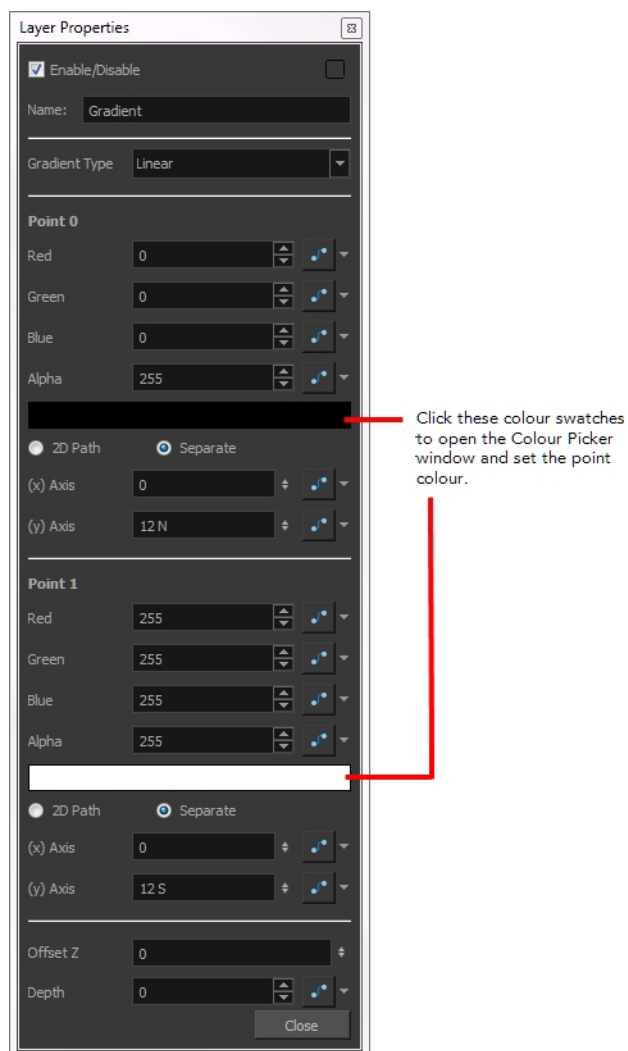 Layer Properties
Enable/Disable
Name: Gradient
Gradient Type Linear
Point 0
Red 0
Green 0
Blue 0
Alpha 255
2D Path Separate
(x) Axis 0
(y) Axis 12 N
Point 1
Red 255
Green 255
Blue 255
Alpha 255
2D Path Separate
(x) Axis 0
(y) Axis 12 S
Offset Z 0
Depth 0
Close
Click these colour swatches
to open the Colour Picker
window and set the point
colour.